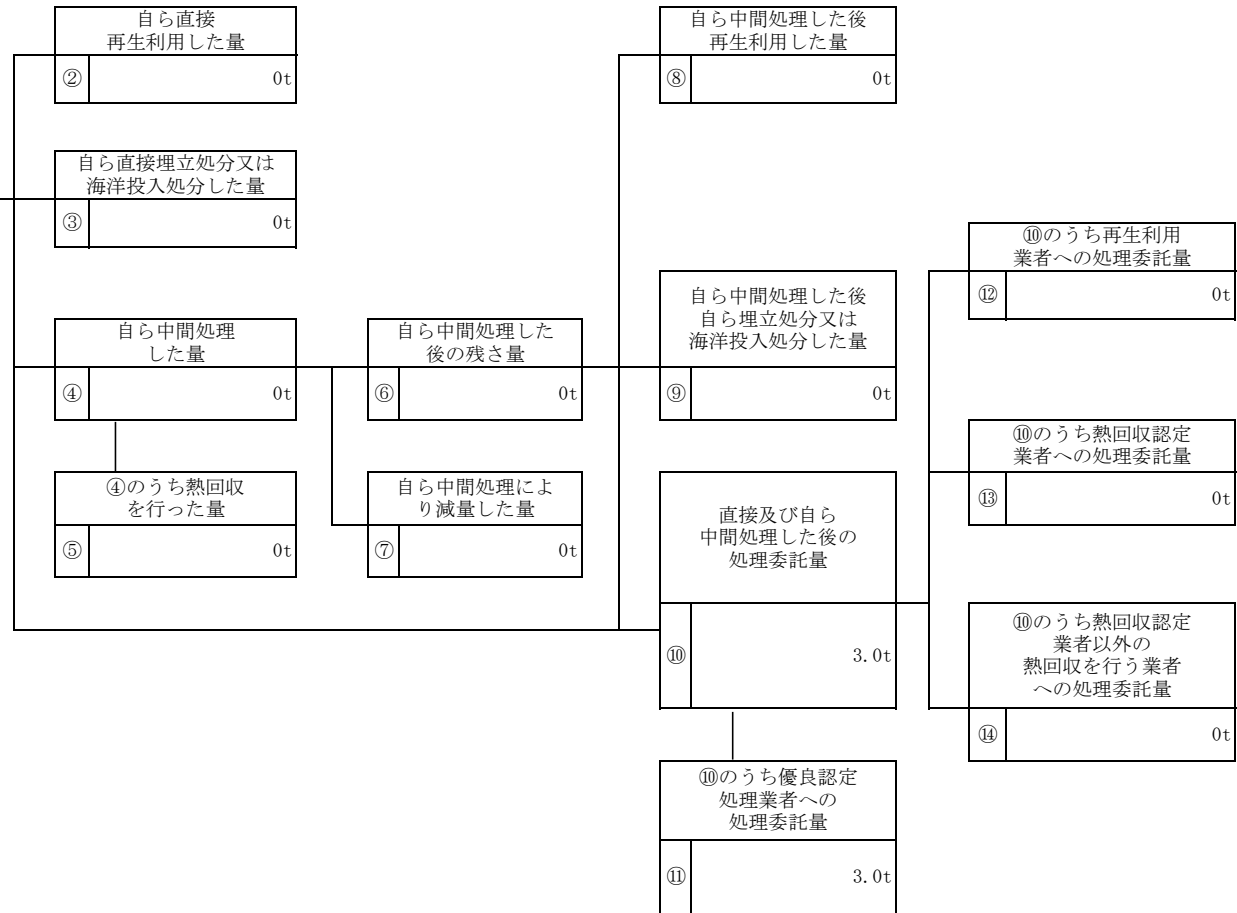 自ら直接
再生利用した量
② 0t
自ら中間処理した後
再生利用した量
⑧ 0t
自ら直接埋立処分又は
海洋投入処分した量
③ 0t
⑩のうち再生利用
業者への処理委託量
⑫ 0t
自ら中間処理
した量
④ 0t
自ら中間処理した
後の残さ量
⑥ 0t
自ら中間処理した後
自ら埋立処分又は
海洋投入処分した量
⑨ 0t
⑩のうち熱回収認定
業者への処理委託量
⑬ 0t
④のうち熱回収
を行った量
⑤ 0t
自ら中間処理によ
り減量した量
⑦ 0t
直接及び自ら
中間処理した後の
処理委託量
⑩ 3.0t
⑩のうち熱回収認定
業者以外の
熱回収を行う業者
への処理委託量
⑭ 0t
⑩のうち優良認定
処理業者への
処理委託量
⑪ 3.0t